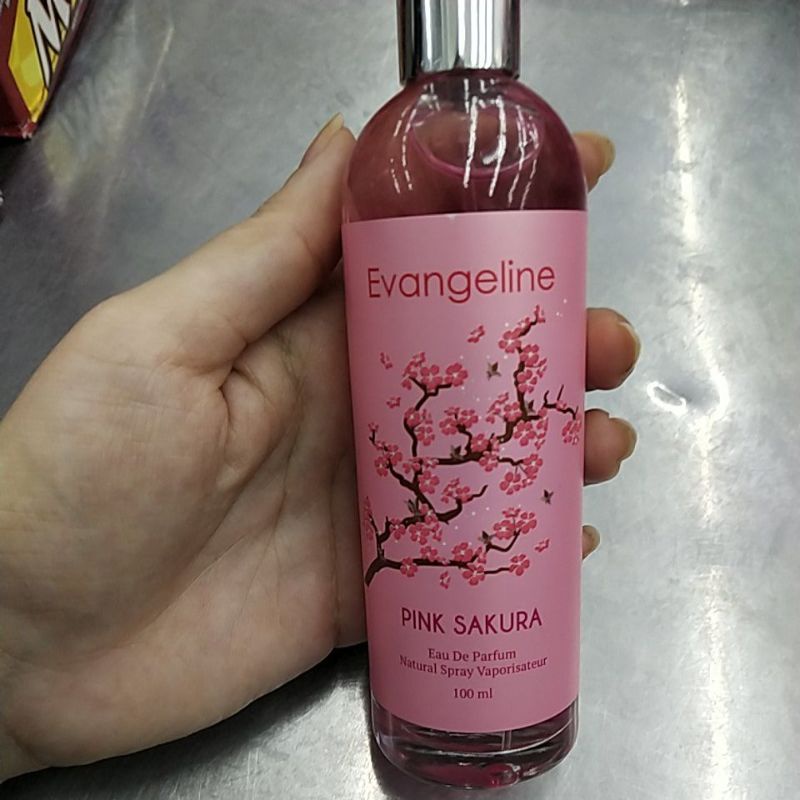 Evangeline
PINK SAKURA
Eau De Parfum
Natural Spray Vaporisateur
100 ml